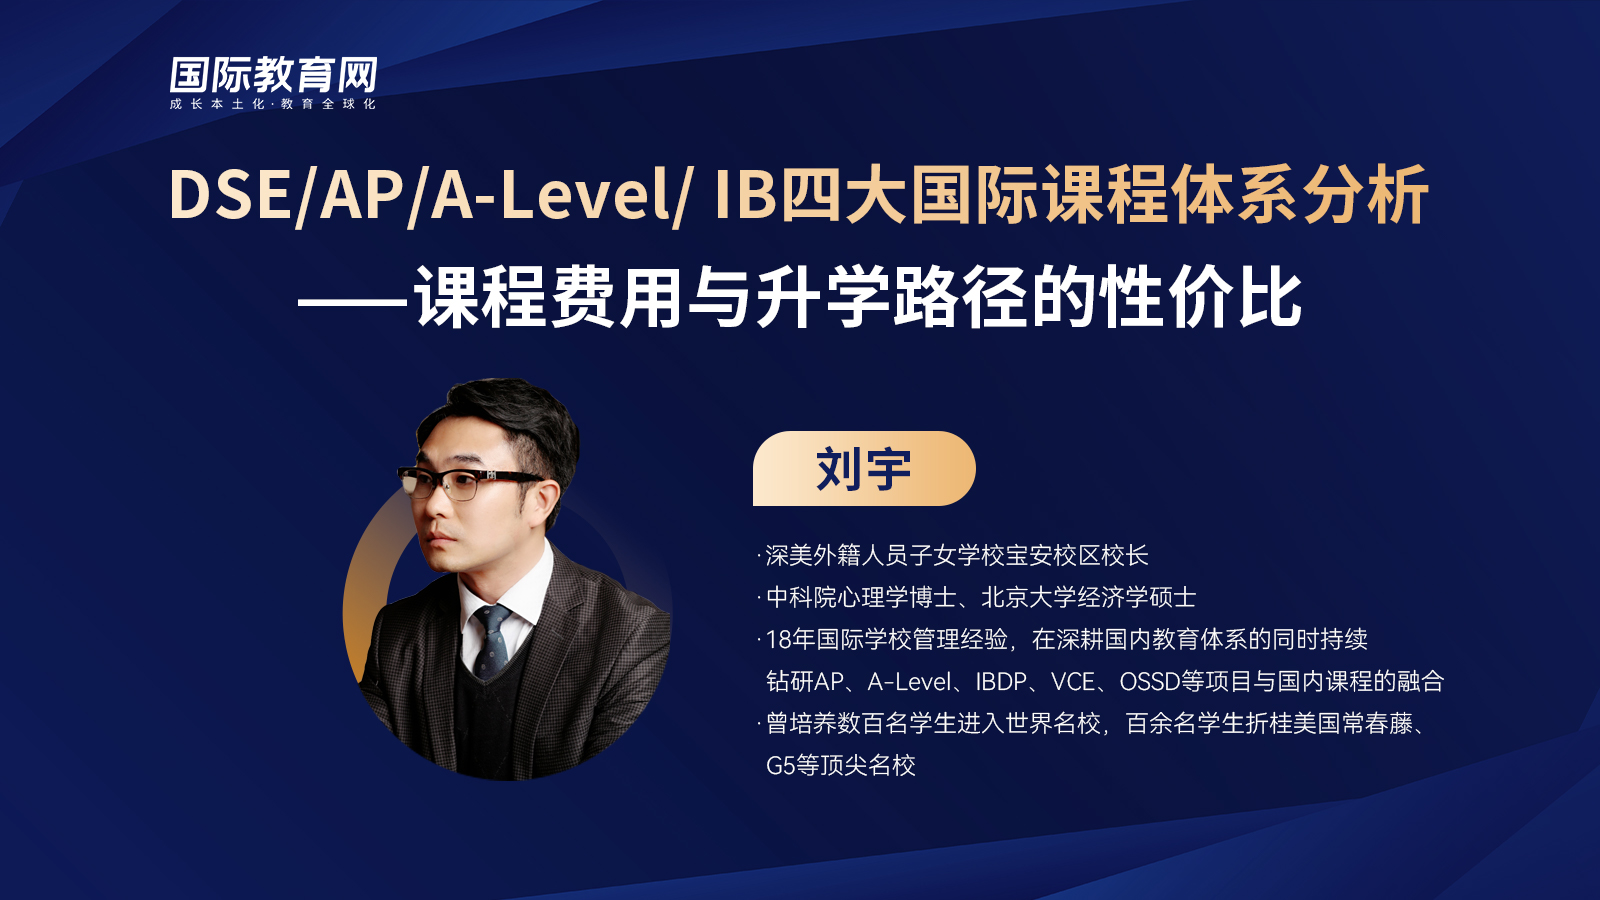 国际教育网
成长本土化·教育全球化
DSE/AP/A-Level/ IB四大国际课程体系分析
——课程费用与升学路径的性价比
刘宇
·深美外籍人员子女学校宝安校区校长
·中科院心理学博士、北京大学经济学硕士
·18年国际学校管理经验，在深耕国内教育体系的同时持续
钻研AP、A-Level、IBDP、VCE、OSSD等项目与国内课程的融合
·曾培养数百名学生进入世界名校，百余名学生折桂美国常春藤、
G5等顶尖名校